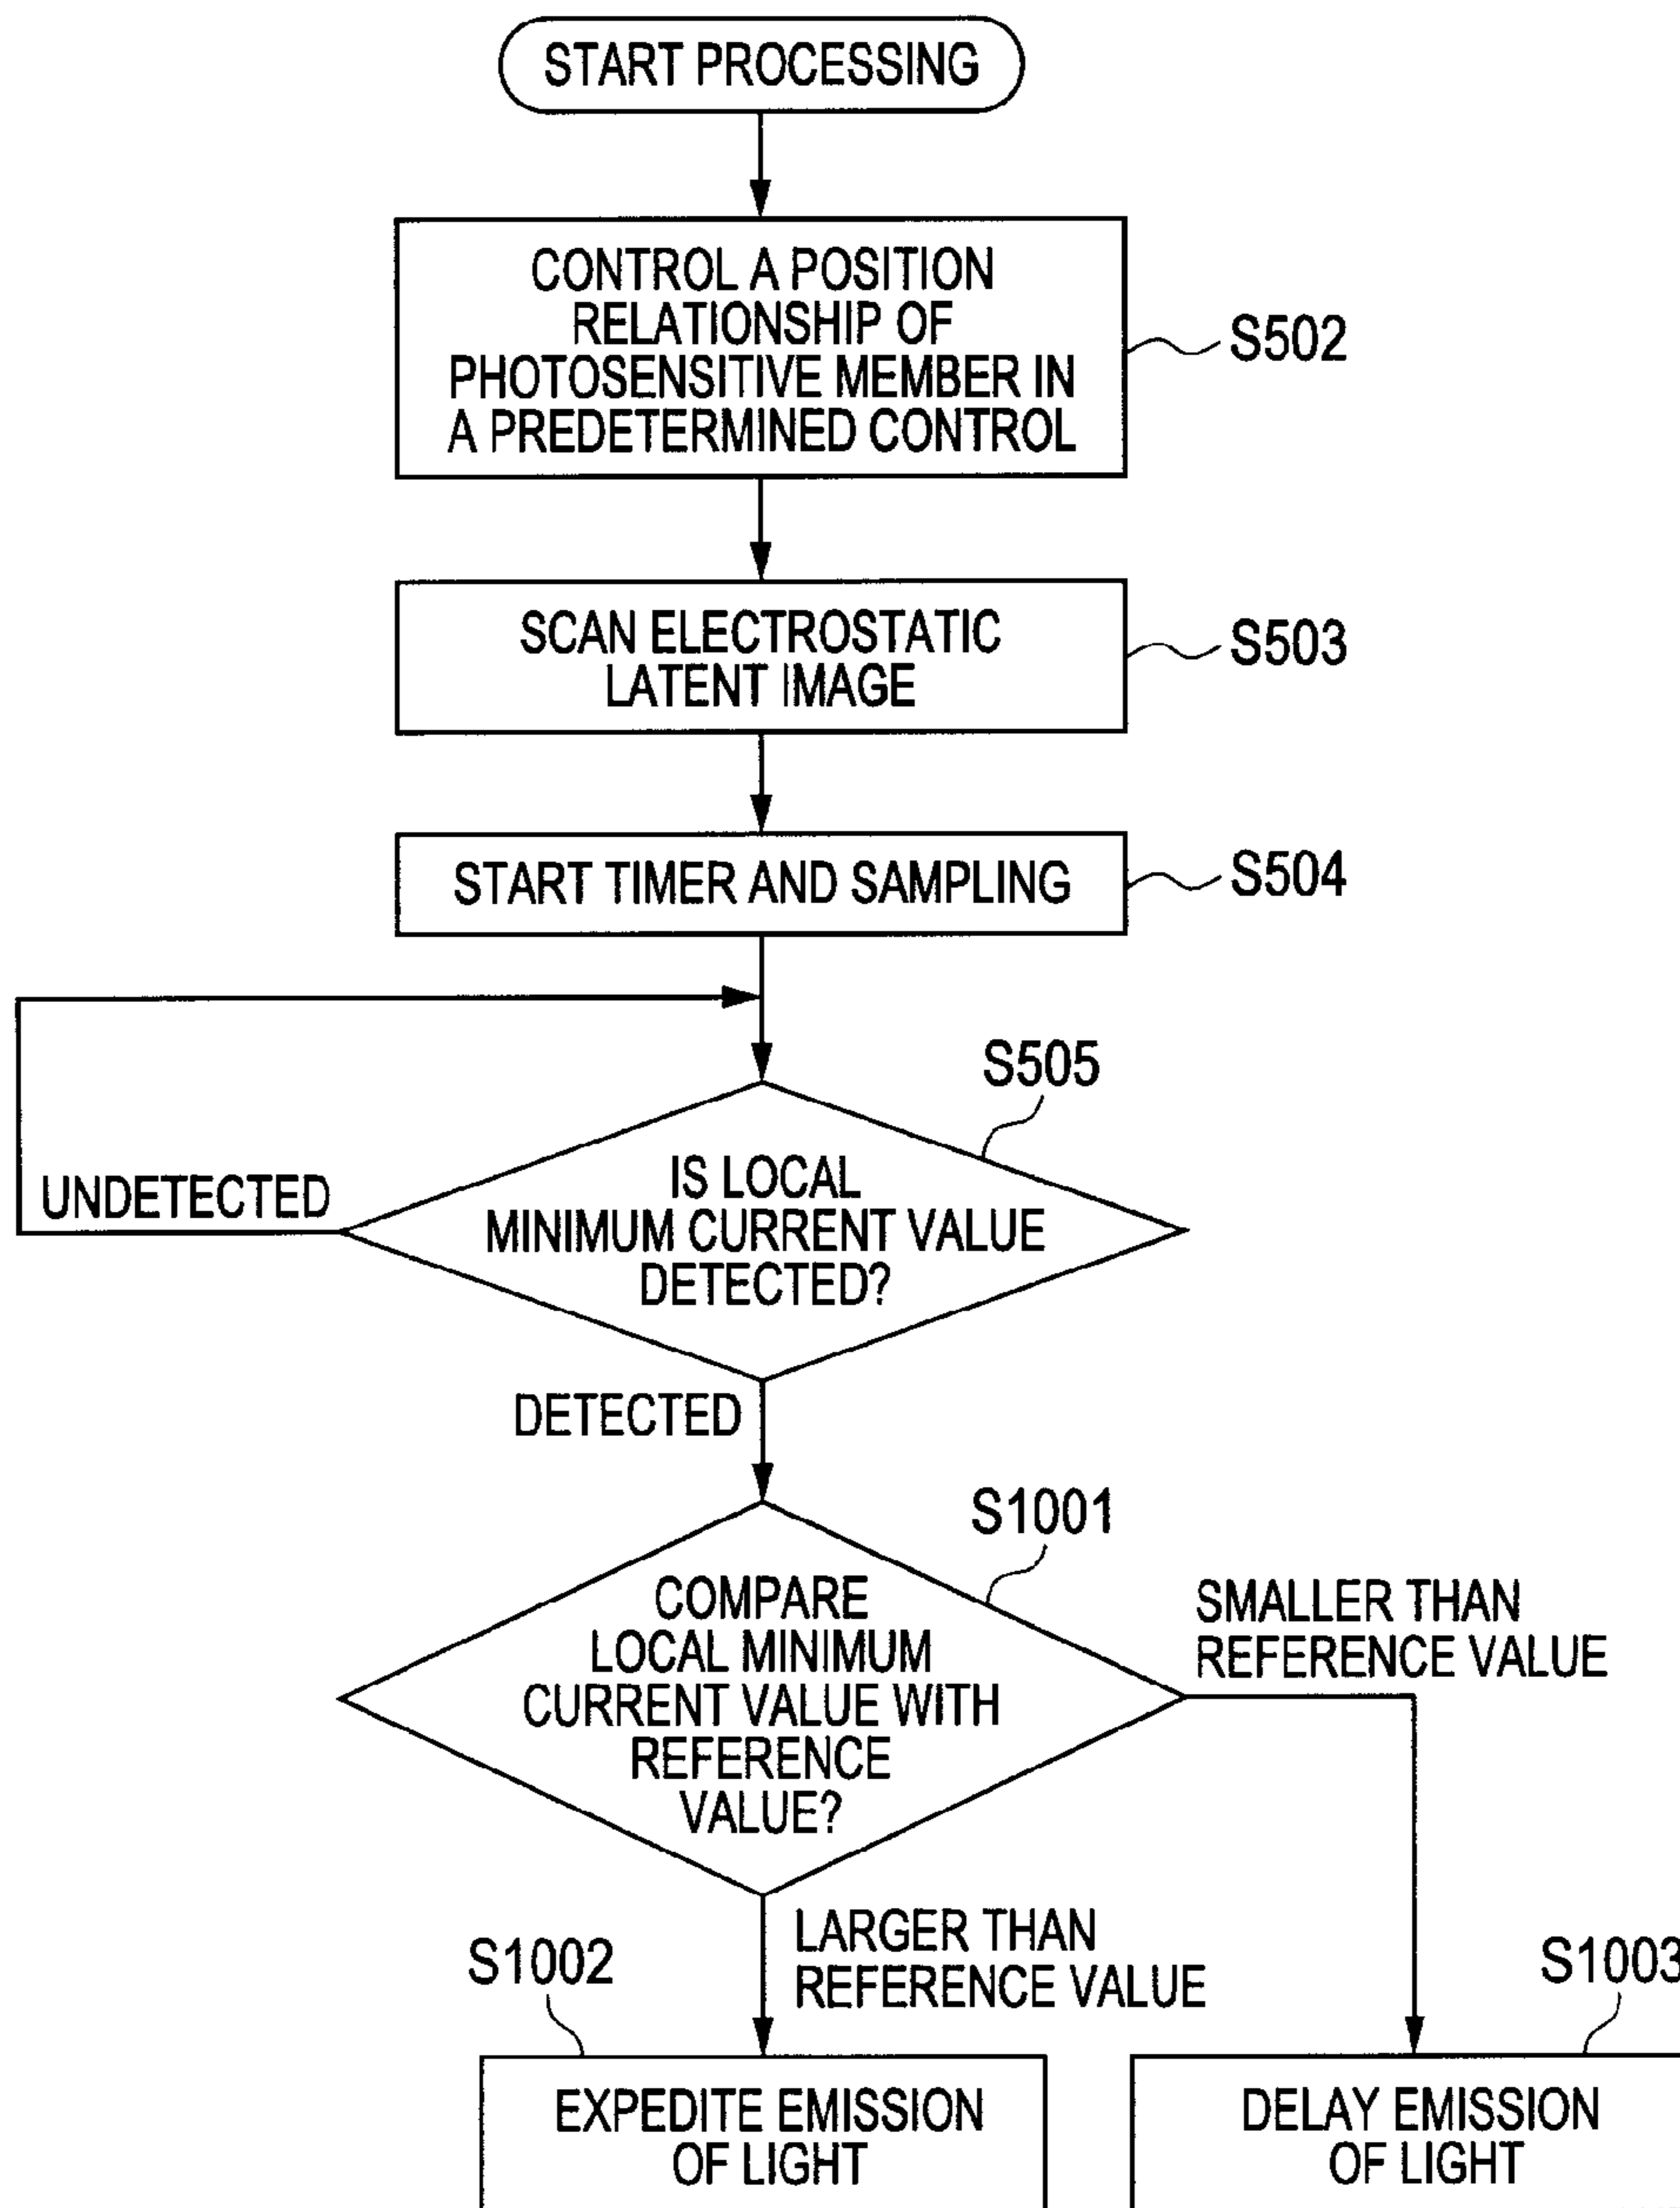 START PROCESSING
CONTROL A POSITION
RELATIONSHIP OF
PHOTOSENSITIVE MEMBER IN
A PREDETERMINED CONTROL
S502
SCAN ELECTROSTATIC
LATENT IMAGE
S503
START TIMER AND SAMPLING
S504
S505
IS LOCAL
MINIMUM CURRENT VALUE
DETECTED?
UNDETECTED
DETECTED
S1001
COMPARE
LOCAL MINIMUM
CURRENT VALUE WITH
REFERENCE
VALUE?
SMALLER THAN
REFERENCE VALUE
LARGER THAN
REFERENCE VALUE
S1002
EXPEDITE EMISSION
OF LIGHT
S1003
DELAY EMISSION
OF LIGHT